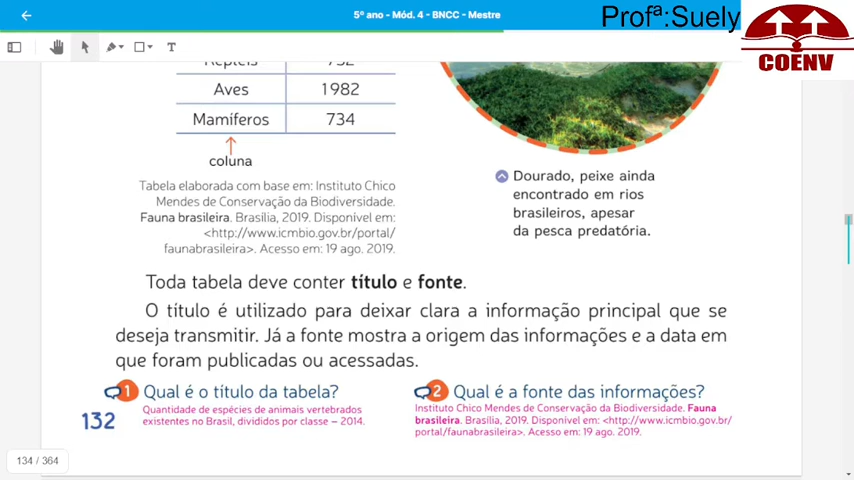 5º ano - Mód. 4 - BNCC - Mestre
Profª:Suely
COENV
T
Répteis 732
Aves 1982
Mamíferos 734
coluna
Tabela elaborada com base em: Instituto Chico
Mendes de Conservação da Biodiversidade.
Fauna brasileira. Brasília, 2019. Disponível em:
<http://www.icmbio.gov.br/portal/
faunabrasileira>. Acesso em: 19 ago. 2019.
Dourado, peixe ainda
encontrado em rios
brasileiros, apesar
da pesca predatória.
Toda tabela deve conter título e fonte.
O título é utilizado para deixar clara a informação principal que se
deseja transmitir. Já a fonte mostra a origem das informações e a data em
que foram publicadas ou acessadas.
1 Qual é o título da tabela?
Quantidade de espécies de animais vertebrados
existentes no Brasil, divididos por classe – 2014.
2 Qual é a fonte das informações?
Instituto Chico Mendes de Conservação da Biodiversidade. Fauna
brasileira. Brasília, 2019. Disponível em: <http://www.icmbio.gov.br/
portal/faunabrasileira>. Acesso em: 19 ago. 2019.
132
134 / 364